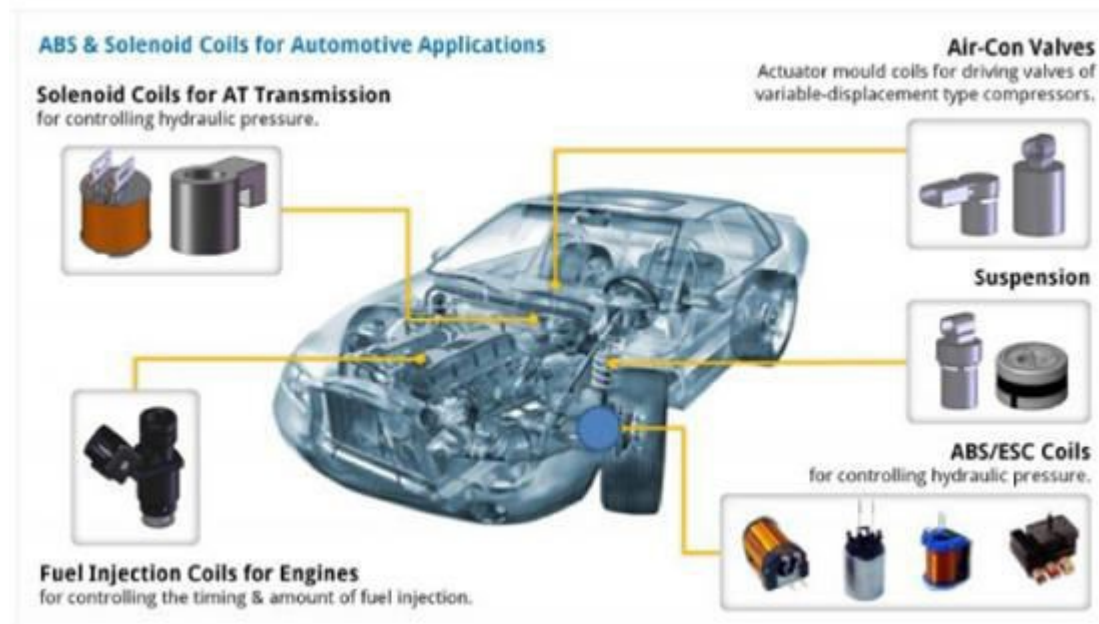 ABS & Solenoid Coils for Automotive Applications
Solenoid Coils for AT Transmission
for controlling hydraulic pressure.
Air-Con Valves
Actuator mould coils for driving valves of
variable-displacement type compressors.
Suspension
ABS/ESC Coils
for controlling hydraulic pressure.
Fuel Injection Coils for Engines
for controlling the timing & amount of fuel injection.